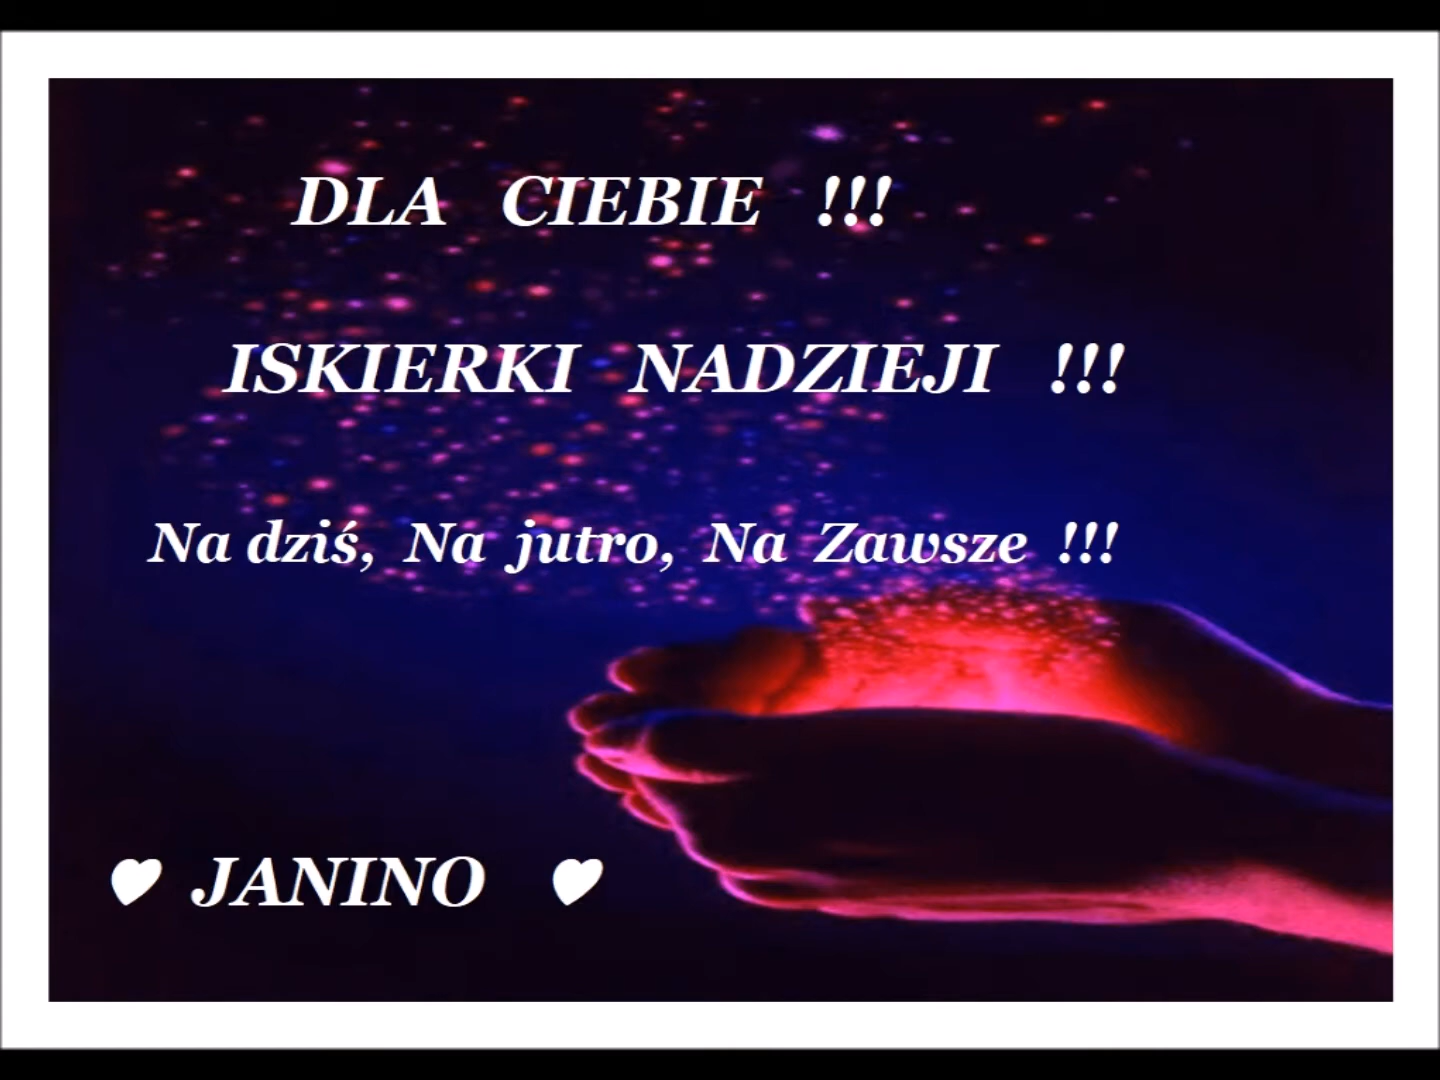 DLA CIEBIE !!!
ISKIERKI NADZIEJI !!!
Na dziś, Na jutro, Na Zawsze !!!
♥ JANINO ♥